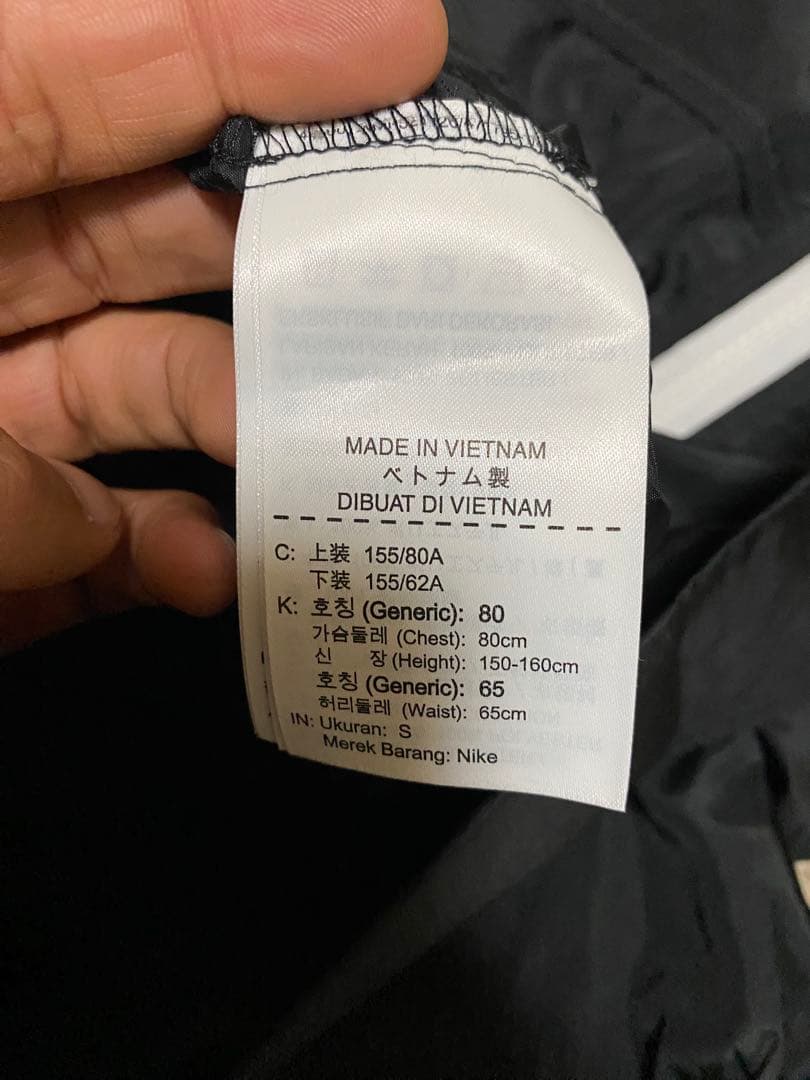 MADE IN VIETNAM
ベトナム製
DIBUAT DI VIETNAM
C: 上装 155/80A
下装 155/62A
K: 호칭 (Generic): 80
가슴둘레 (Chest): 80cm
신 장 (Height): 150-160cm
호칭 (Generic): 65
허리둘레 (Waist): 65cm
IN: Ukuran: S
Merek Barang: Nike